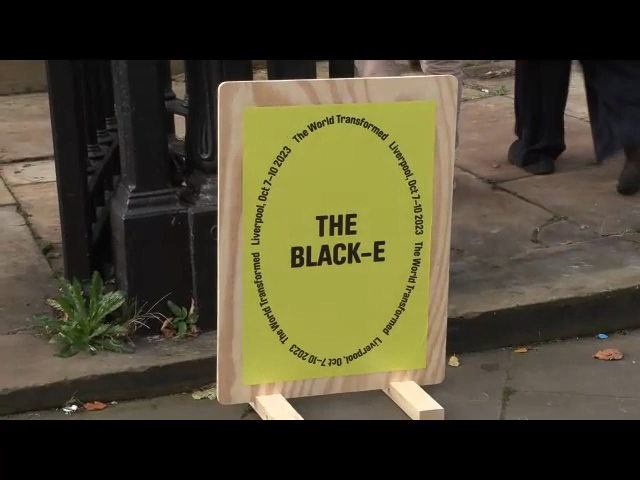 The World Transformed
Liverpool, Oct 7–10 2023
The World Transformed
Liverpool, Oct 7–10 2023
The World Transformed
Liverpool, Oct 7–10 2023
THE
BLACK–E